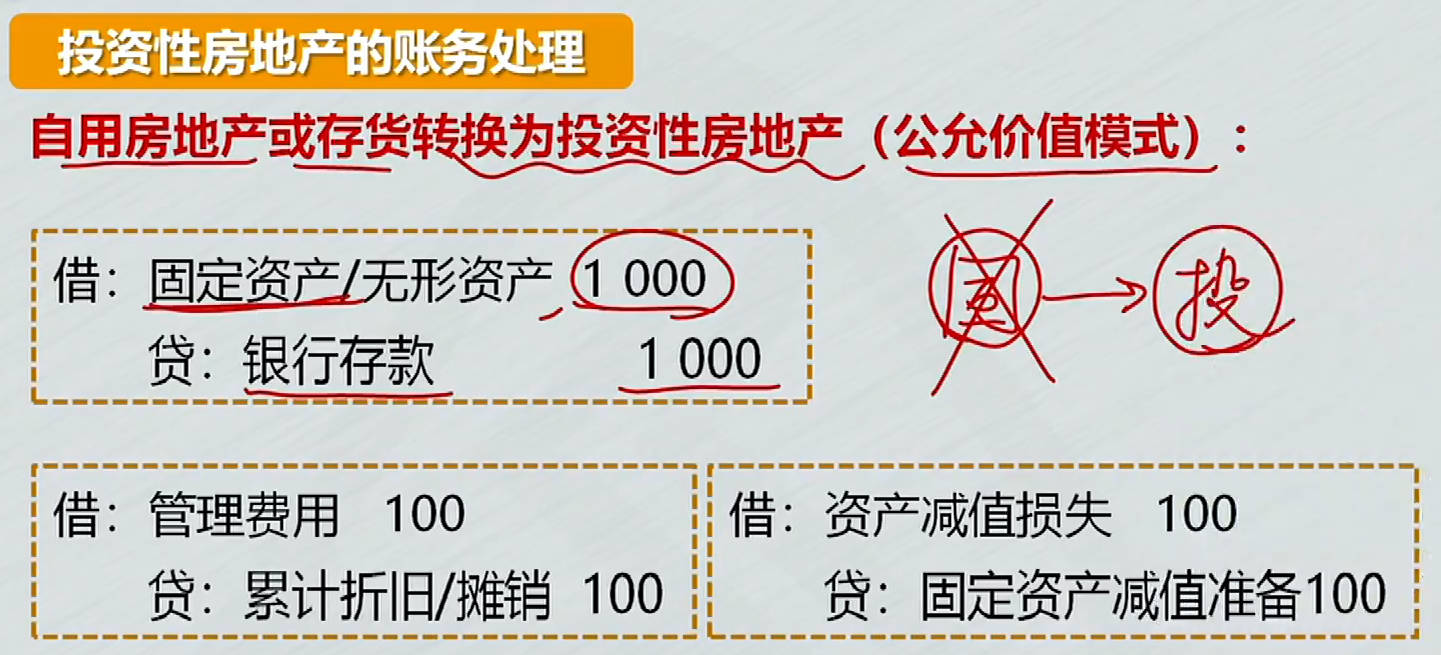 投资性房地产的账务处理
自用房地产或存货转换为投资性房地产（公允价值模式）：
借：固定资产/无形资产 1 000
贷：银行存款 1 000
固 → 投
借：管理费用 100
贷：累计折旧/摊销 100
借：资产减值损失 100
贷：固定资产减值准备100